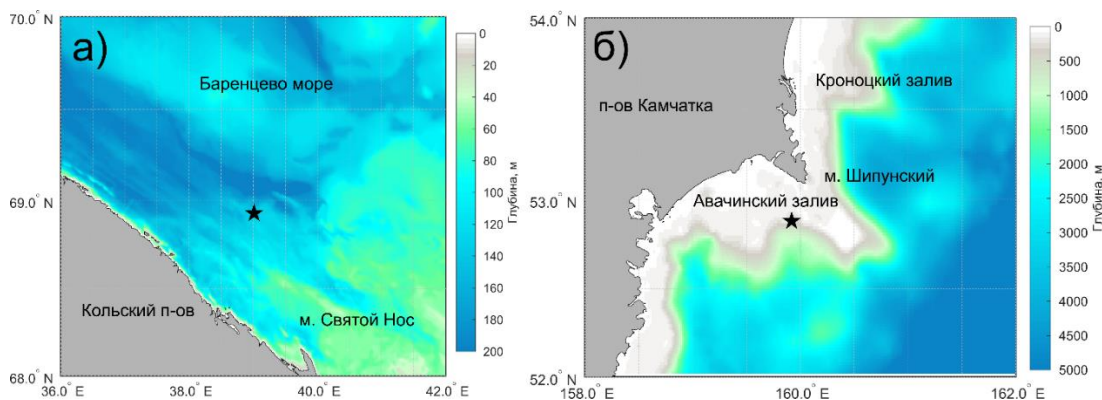 а)
70.0° N
69.0° N
68.0° N
36.0° E
38.0° E
40.0° E
42.0° E
Баренцево море
Кольский п-ов
м. Святой Нос
0
20
40
60
80
100
120
140
160
180
200
Глубина, м
б)
54.0° N
53.0° N
52.0° N
158.0° E
160.0° E
162.0° E
Кроноцкий залив
п-ов Камчатка
м. Шипунский
Авачинский залив
0
500
1000
1500
2000
2500
3000
3500
4000
4500
5000
Глубина, м